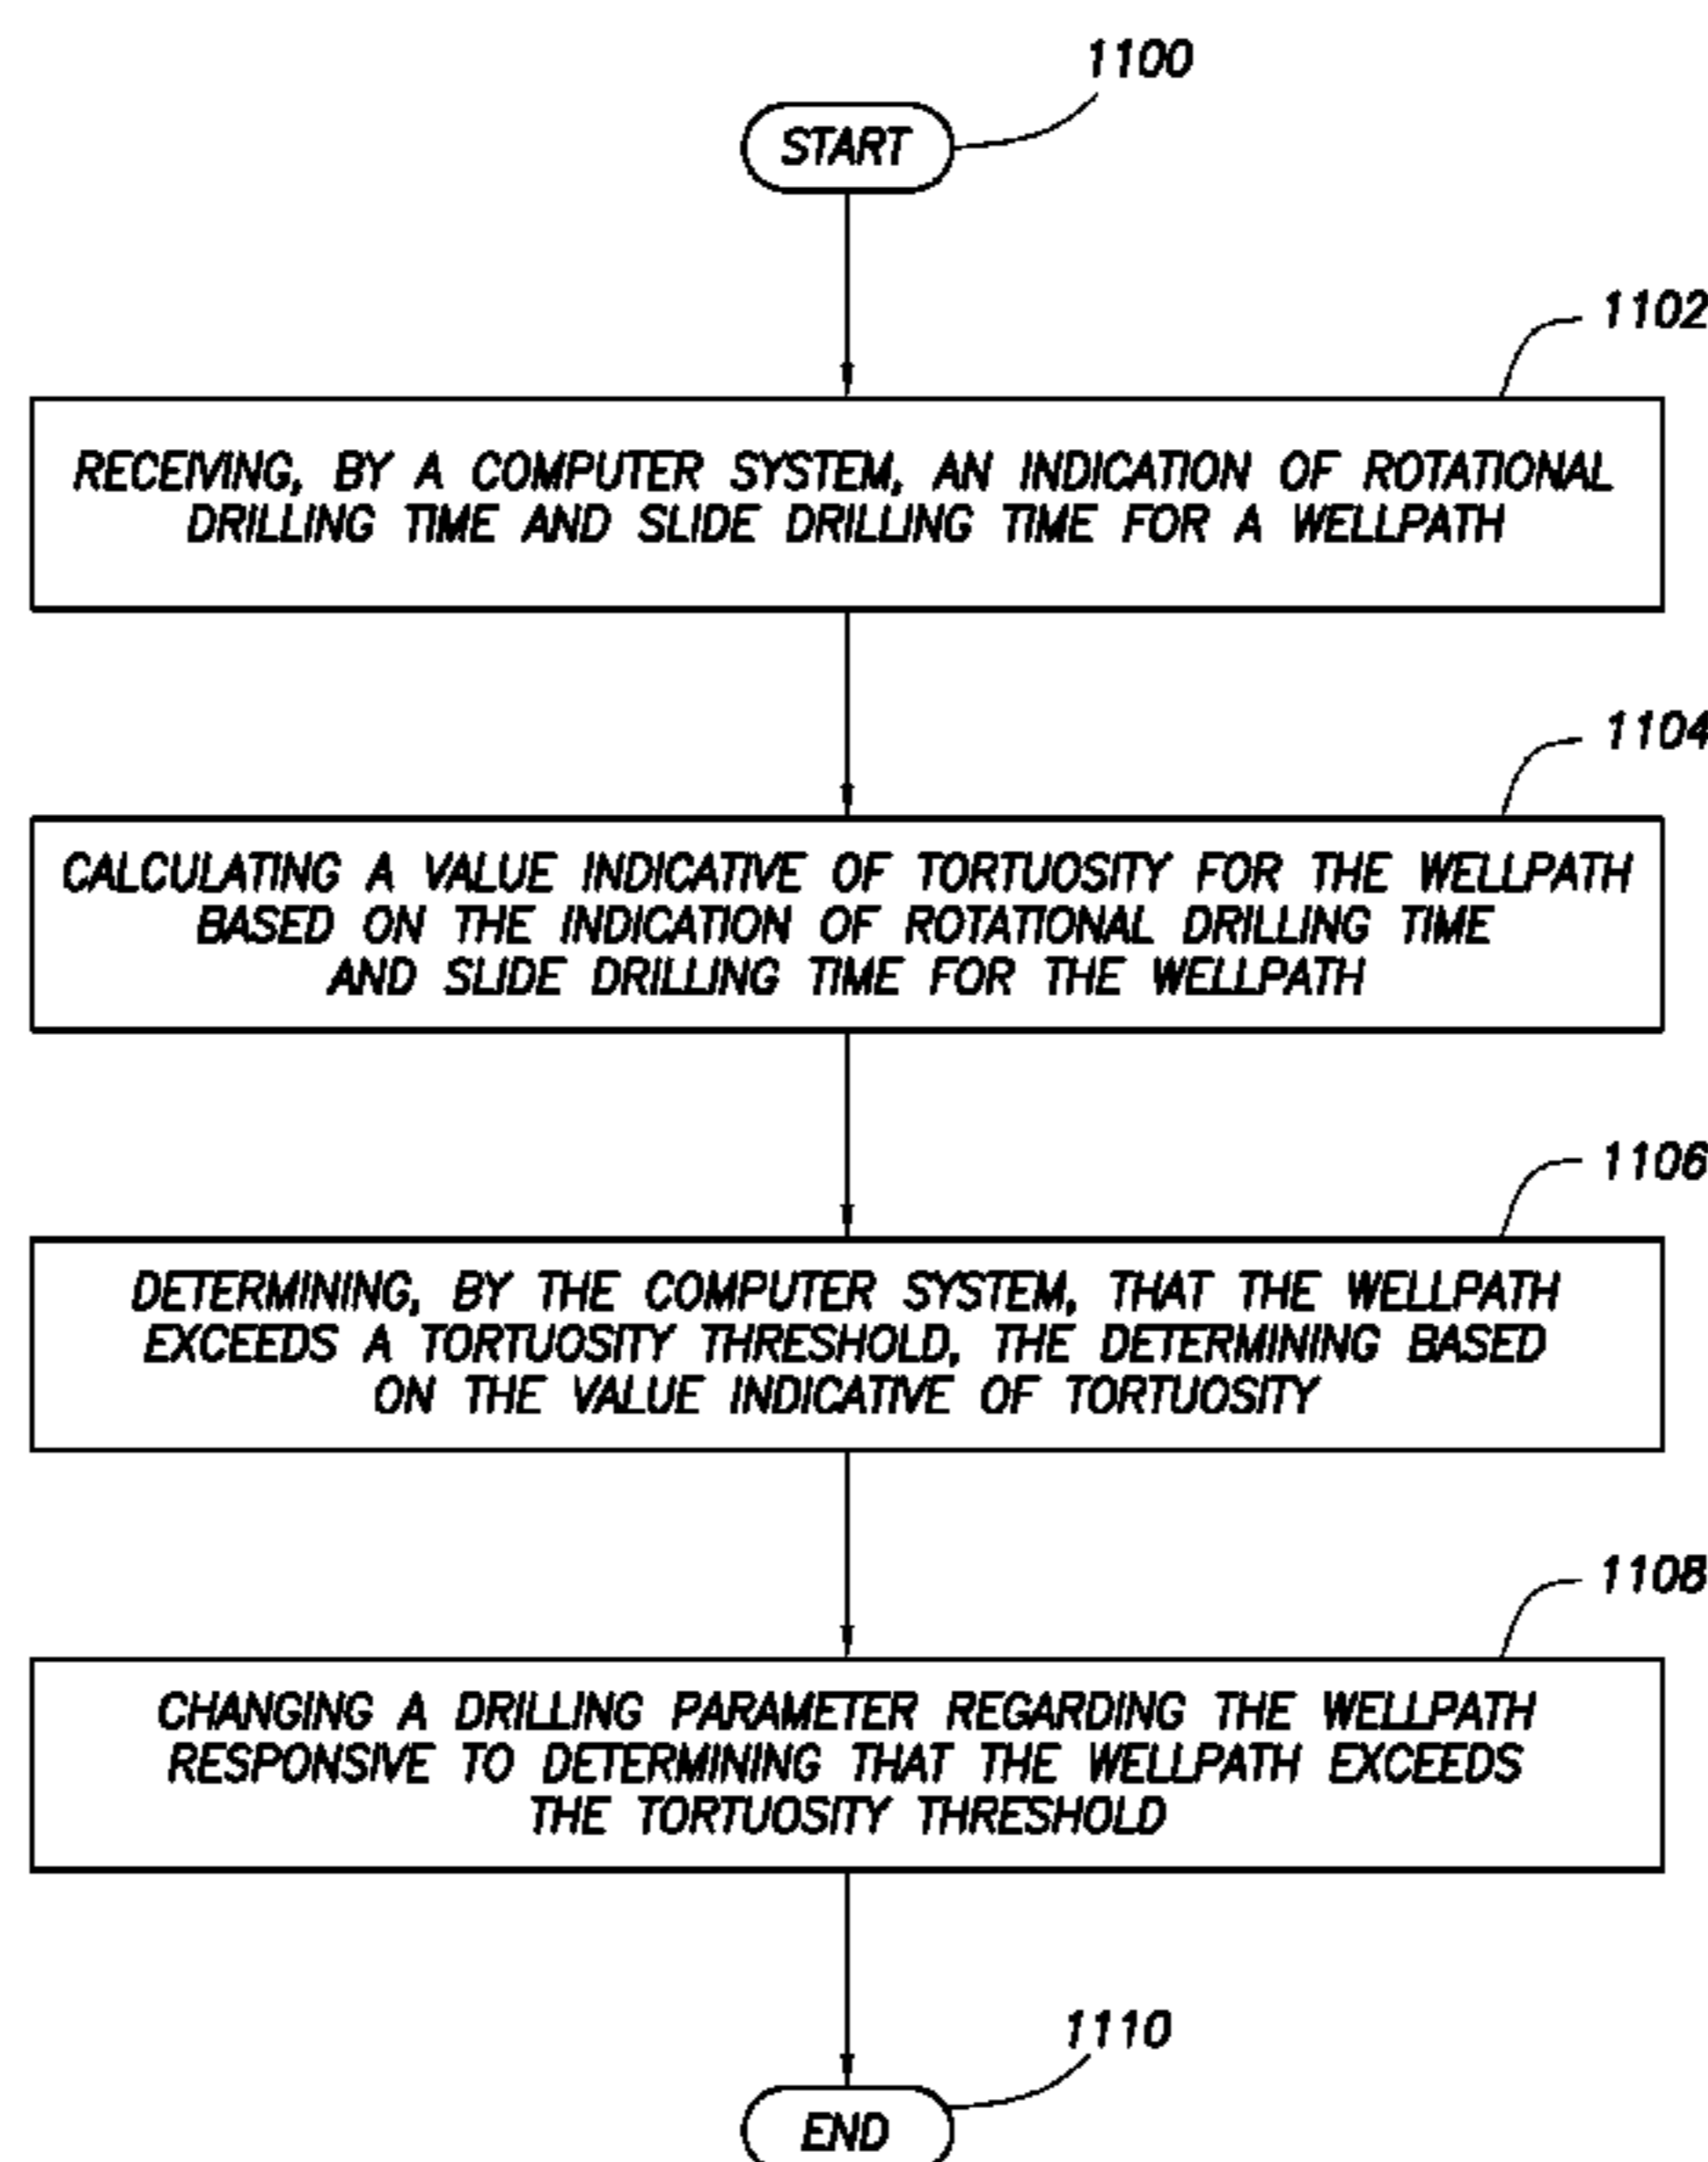 1100
START
1102
RECEIVING, BY A COMPUTER SYSTEM, AN INDICATION OF ROTATIONAL
DRILLING TIME AND SLIDE DRILLING TIME FOR A WELLPATH
1104
CALCULATING A VALUE INDICATIVE OF TORTUOSITY FOR THE WELLPATH
BASED ON THE INDICATION OF ROTATIONAL DRILLING TIME
AND SLIDE DRILLING TIME FOR THE WELLPATH
1106
DETERMINING, BY THE COMPUTER SYSTEM, THAT THE WELLPATH
EXCEEDS A TORTUOSITY THRESHOLD, THE DETERMINING BASED
ON THE VALUE INDICATIVE OF TORTUOSITY
1108
CHANGING A DRILLING PARAMETER REGARDING THE WELLPATH
RESPONSIVE TO DETERMINING THAT THE WELLPATH EXCEEDS
THE TORTUOSITY THRESHOLD
1110
END